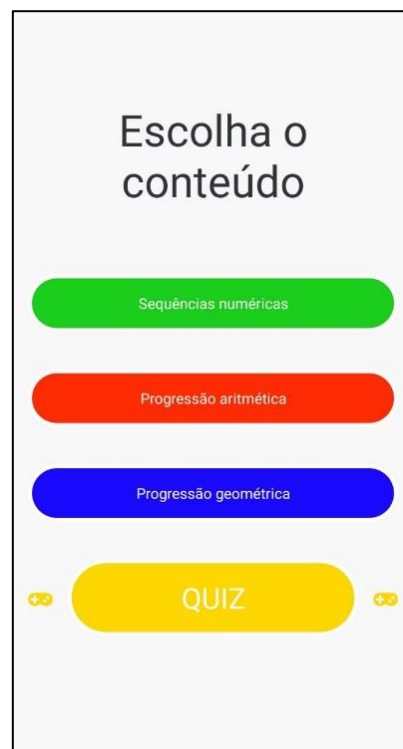 Escolha o
conteúdo
Sequências numéricas
Progressão aritmética
Progressão geométrica
QUIZ